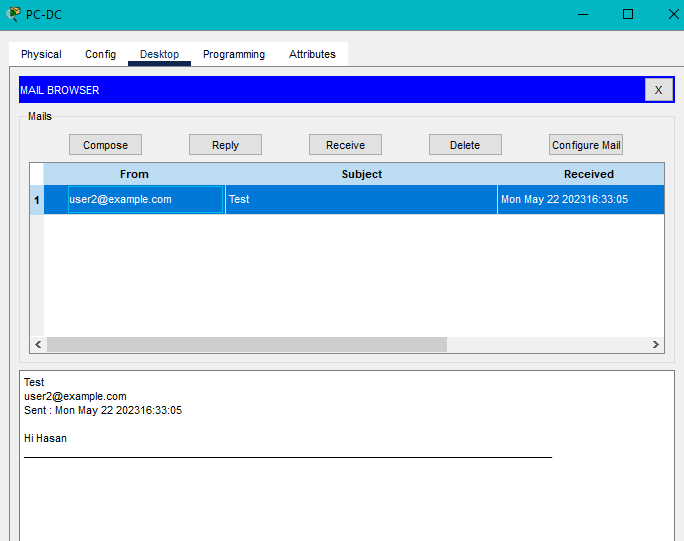 PC-DC
Physical Config Desktop Programming Attributes
MAIL BROWSER X
Mails
Compose Reply Receive Delete Configure Mail
From Subject Received
1 user2@example.com Test Mon May 22 202316:33:05
Test
user2@example.com
Sent : Mon May 22 202316:33:05
Hi Hasan